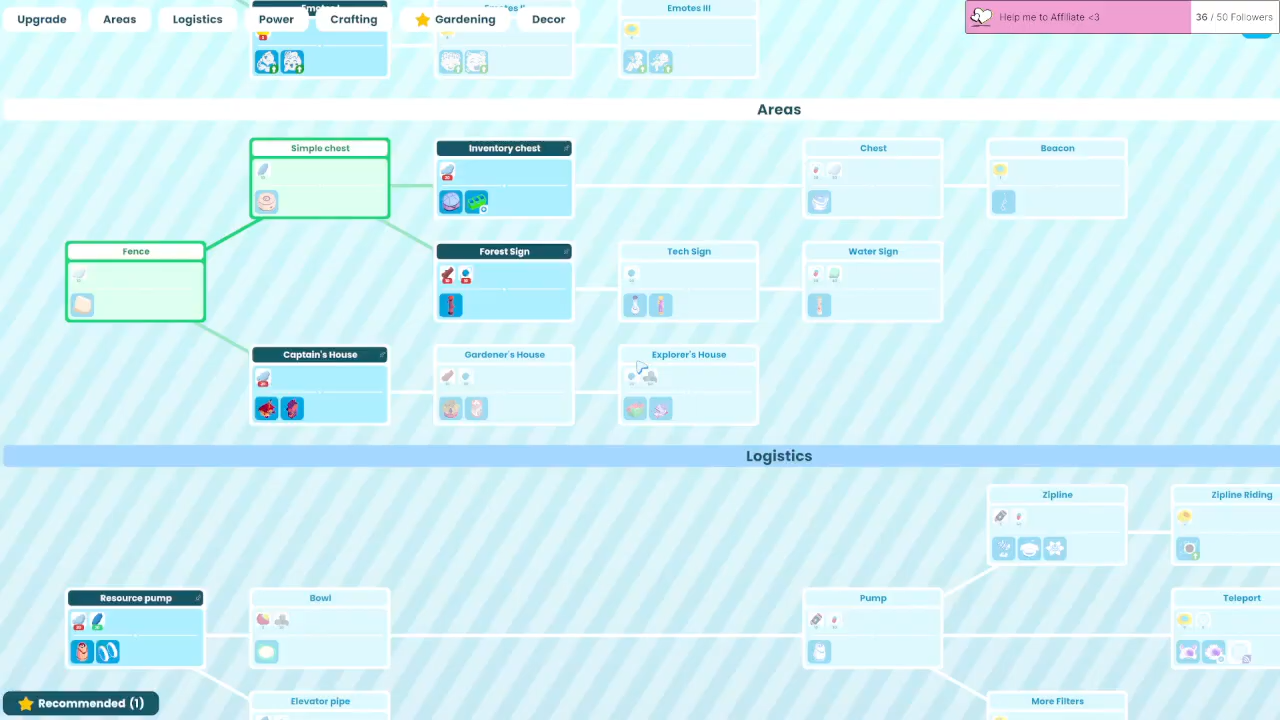 Upgrade
Areas
Logistics
Power
Crafting
Gardening
Decor
Emotes III
Help me to Affiliate <3
36 / 50 Followers
Areas
Simple chest
Inventory chest
Chest
Beacon
Fence
Forest Sign
Tech Sign
Water Sign
Captain's House
Gardener's House
Explorer's House
Logistics
Zipline
Zipline Riding
Resource pump
Bowl
Pump
Teleport
Recommended (1)
Elevator pipe
More Filters